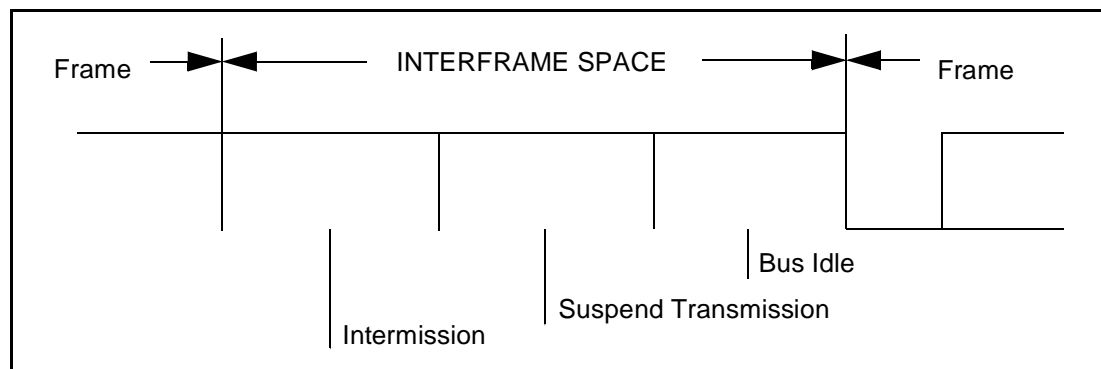 Frame
INTERFRAME SPACE
Frame
Bus Idle
Suspend Transmission
Intermission